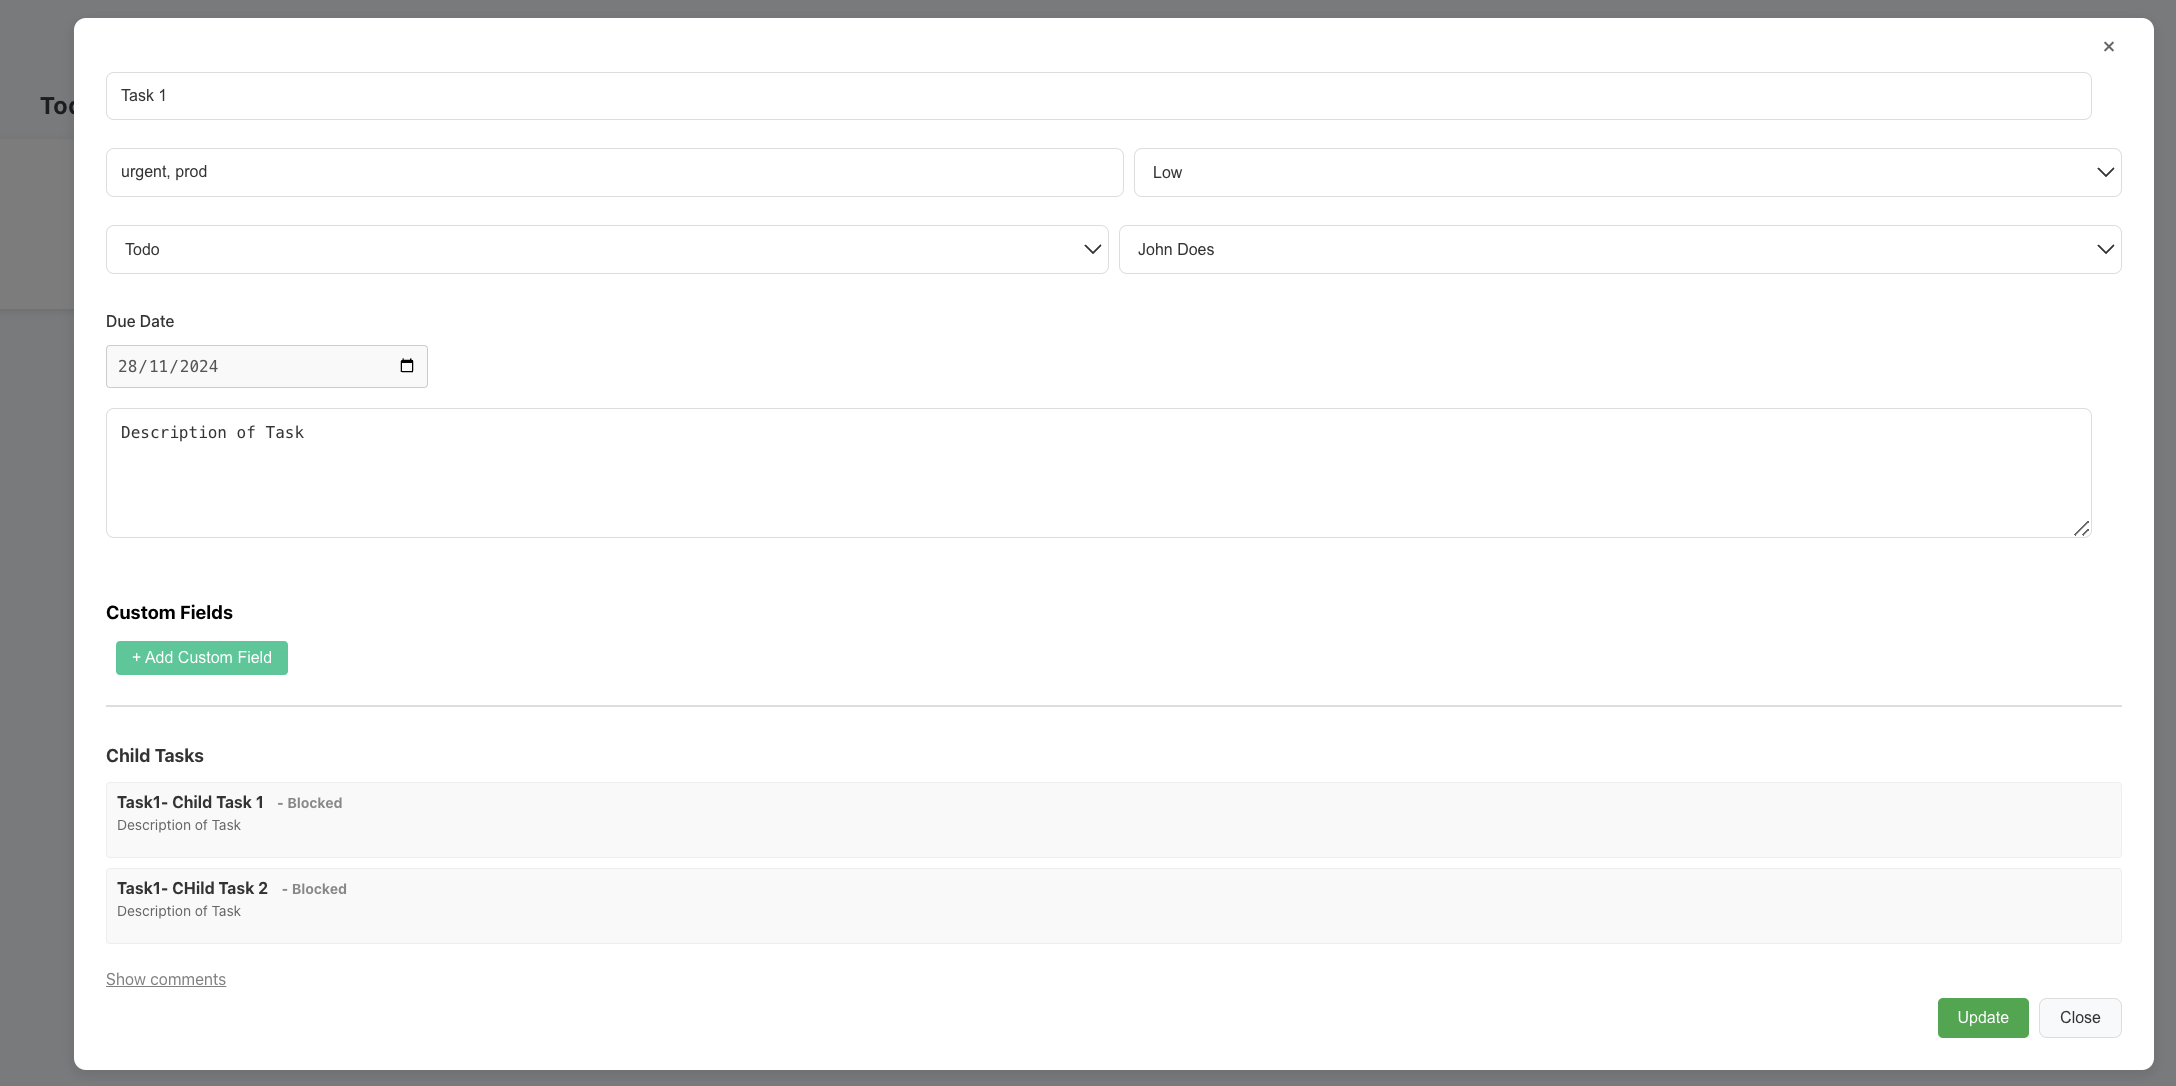 ×
Task 1
urgent, prod
Low
Todo
John Does
Due Date
28/11/2024
Description of Task
Custom Fields
+ Add Custom Field
Child Tasks
Task1- Child Task 1 - Blocked
Description of Task
Task1- CHild Task 2 - Blocked
Description of Task
Show comments
Update
Close